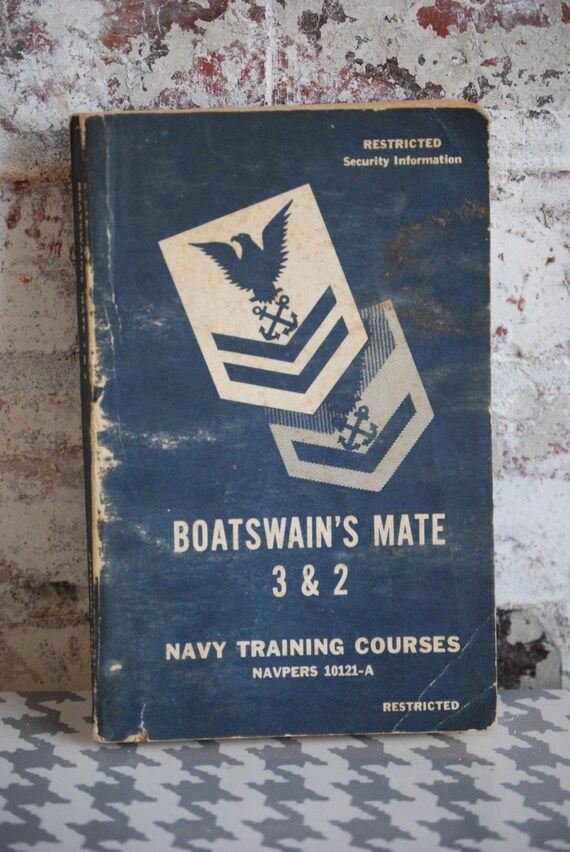 RESTRICTED
Security Information
BOATSWAIN'S MATE
3 & 2
NAVY TRAINING COURSES
NAVPERS 10121-A
RESTRICTED